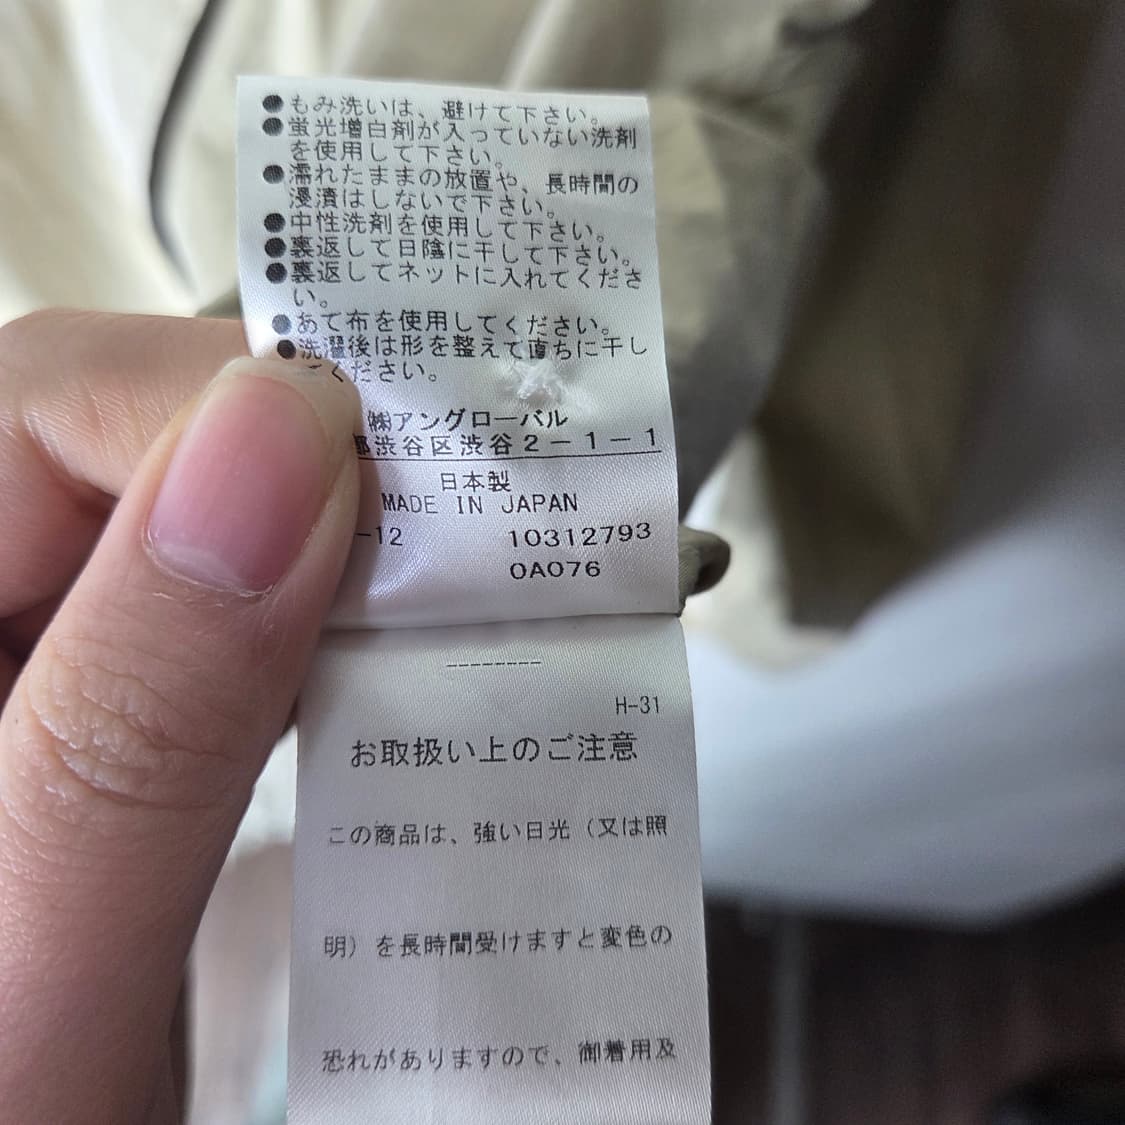 ●もみ洗いは、避けて下さい。
●蛍光増白剤が入っていない洗剤
を使用して下さい。
●濡れたままの放置や、長時間の
浸漬はしないで下さい。
●中性洗剤を使用して下さい。
●裏返して日陰に干して下さい。
●裏返してネットに入れてくださ
い。
●あて布を使用してください。
●洗濯後は形を整えて直ちに干し
てください。
㈱アングローバル
都渋谷区渋谷2-1-1
日本製
MADE IN JAPAN
-12 10312793
0A076
--------
H-31
お取扱い上のご注意
この商品は、強い日光(又は照
明)を長時間受けますと変色の
恐れがありますので、御着用及